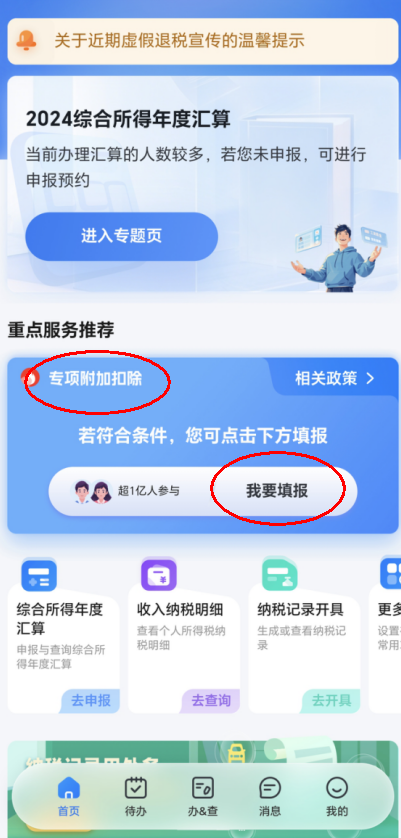 关于近期虚假退税宣传的温馨提示
2024综合所得年度汇算
当前办理汇算的人数较多，若您未申报，可进行
申报预约
进入专题页
重点服务推荐
专项附加扣除
相关政策
若符合条件，您可点击下方填报
超1亿人参与
我要填报
综合所得年度
汇算
申报与查询综合所
得年度汇算
去申报
收入纳税明细
查看个人所得税纳
税明细
去查询
纳税记录开具
生成或查看纳税记
录
去开具
更多
设置
常用
首页
待办
办&查
消息
我的